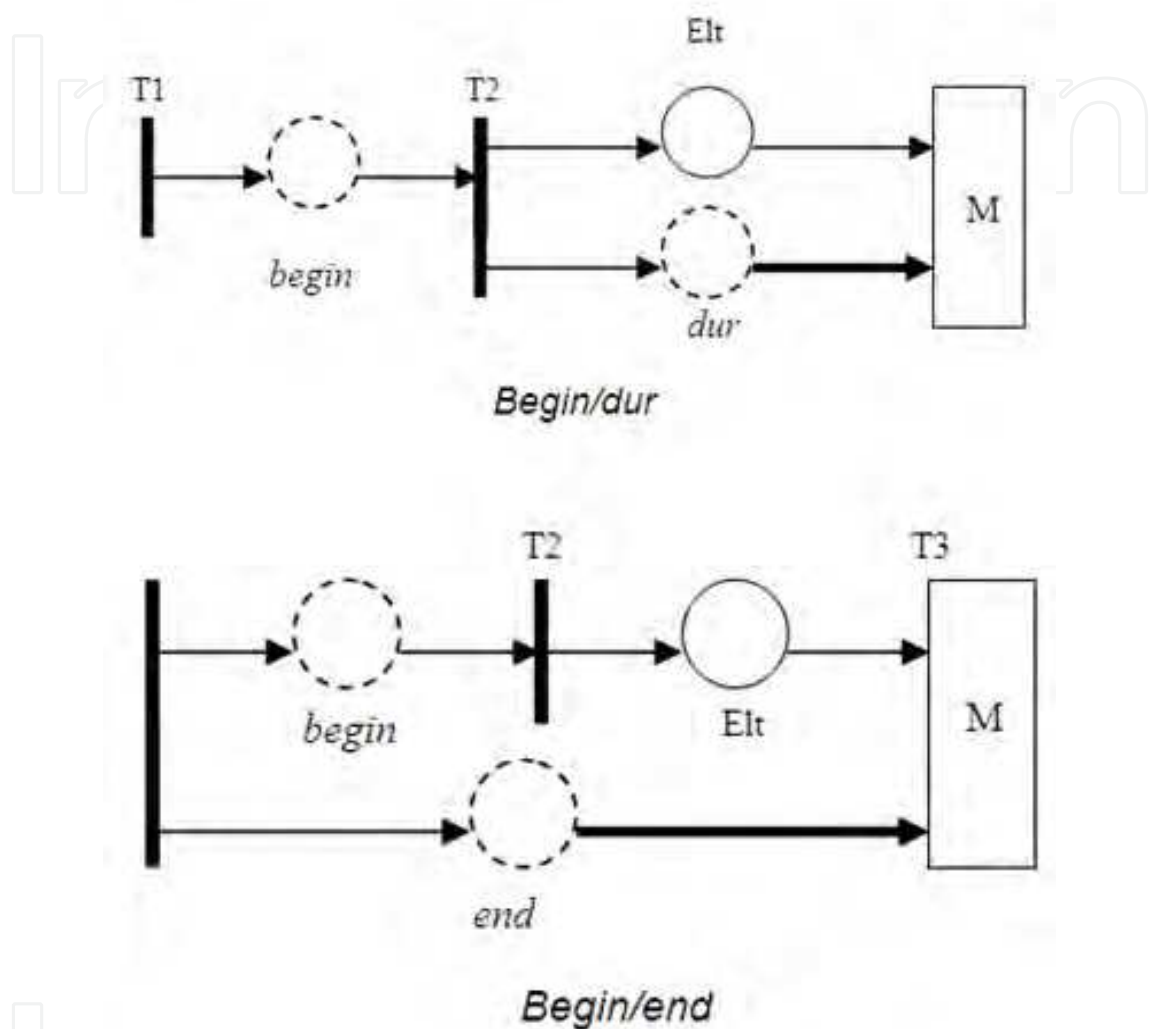 Elt
T1
T2
M
begin
dur
Begin/dur
T2
T3
begin
Elt
M
end
Begin/end